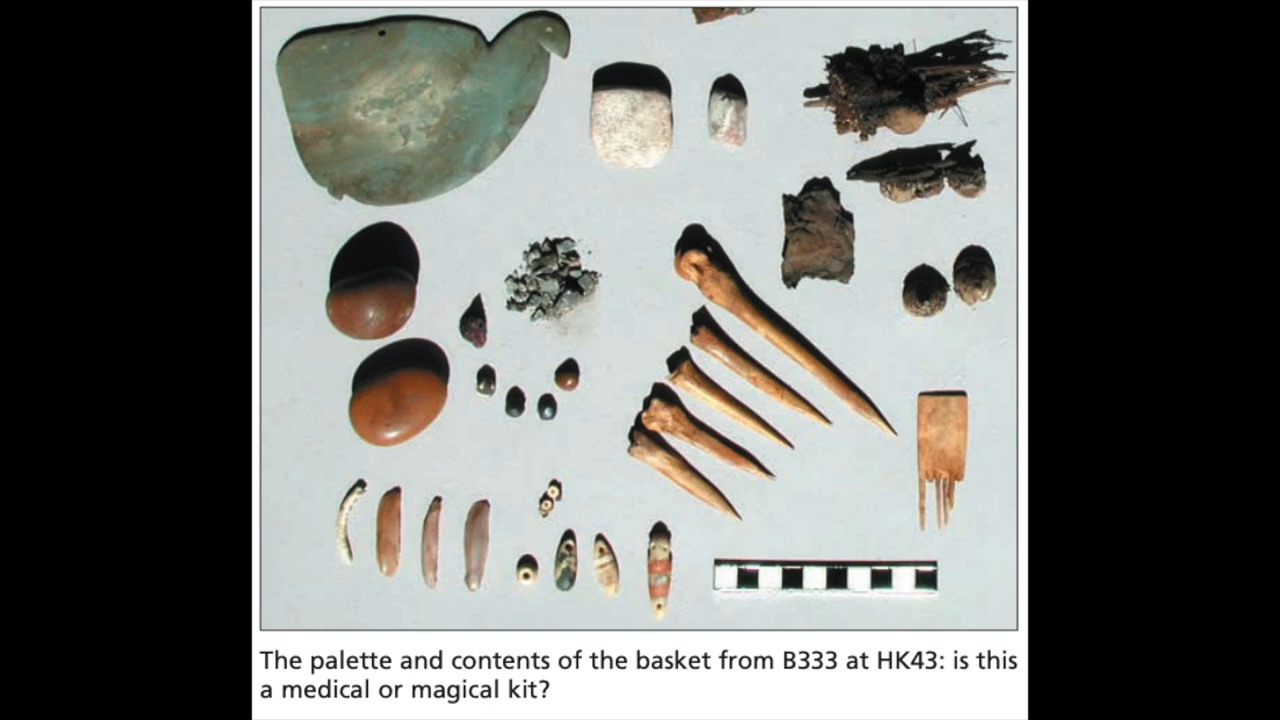 The palette and contents of the basket from B333 at HK43: is this
a medical or magical kit?